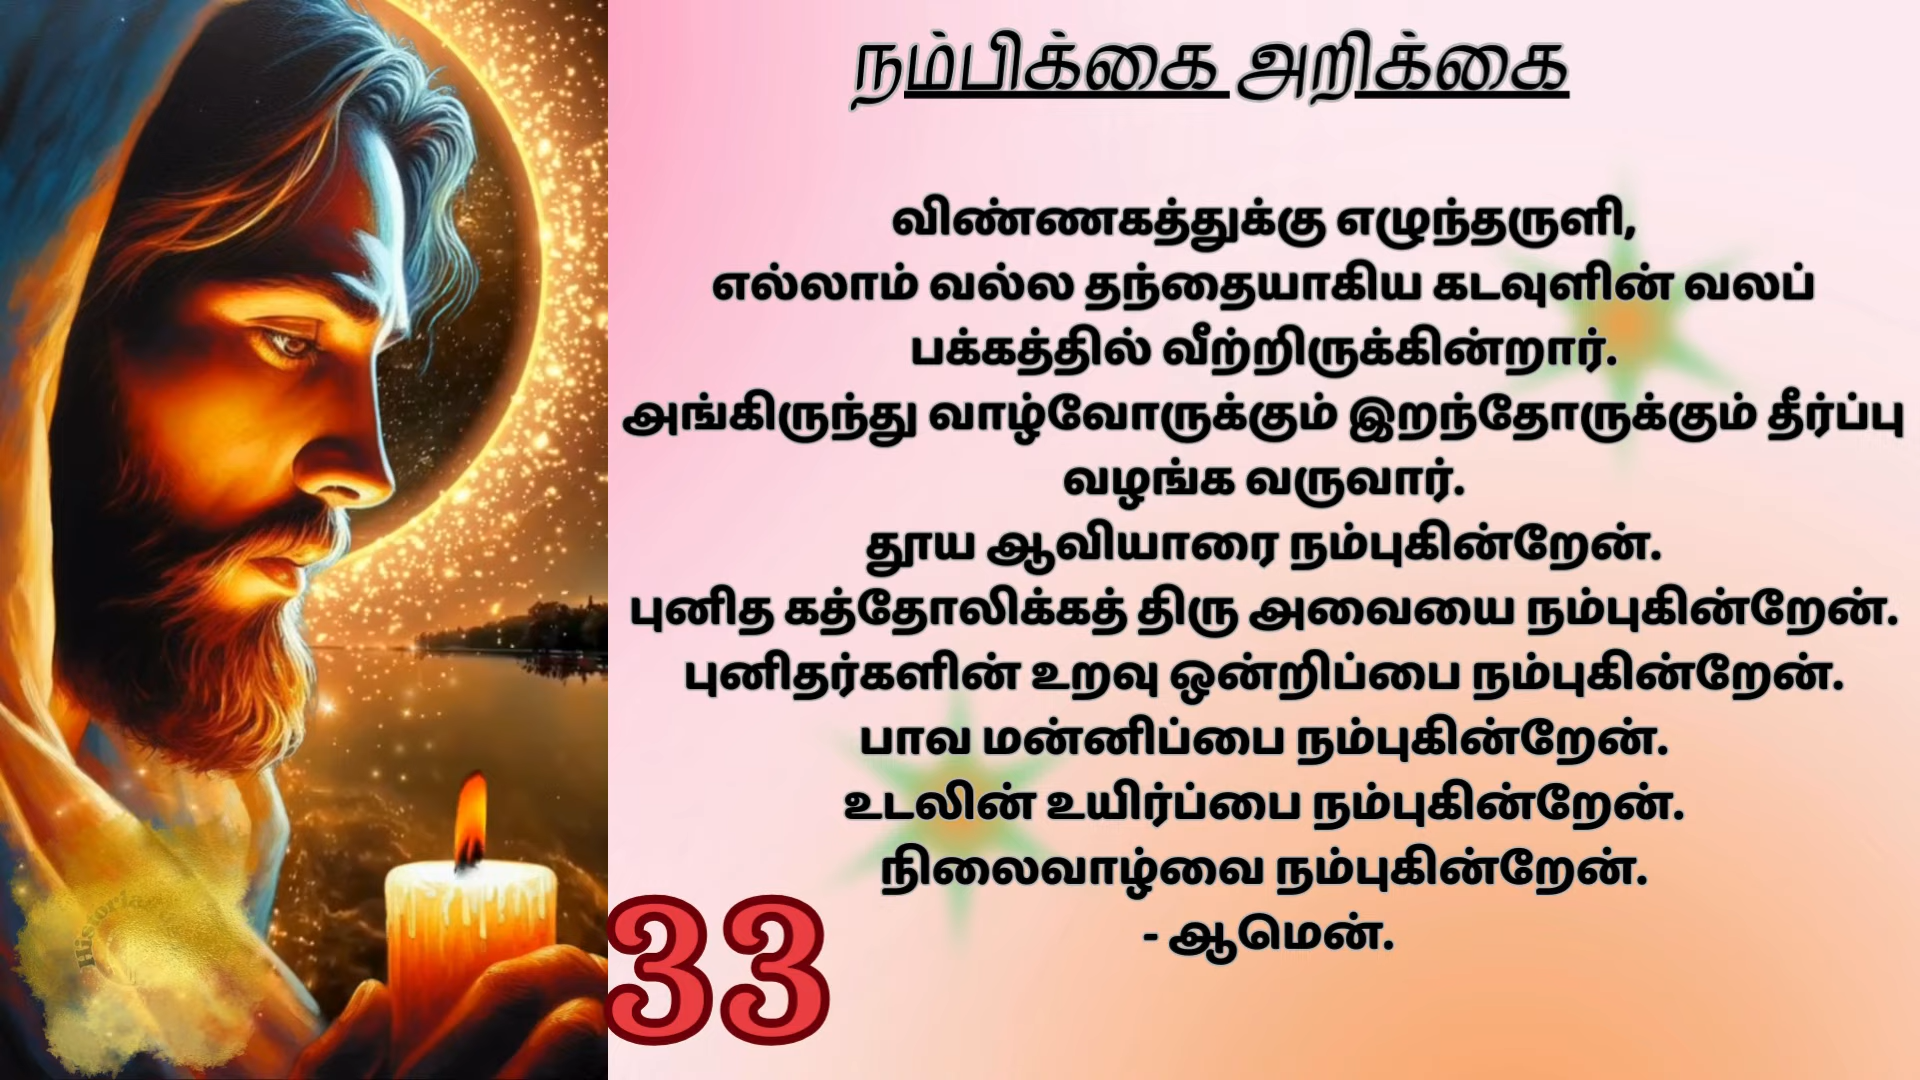 நம்பிக்கை அறிக்கை
விண்ணகத்துக்கு எழுந்தருளி,
எல்லாம் வல்ல தந்தையாகிய கடவுளின் வலப்
பக்கத்தில் வீற்றிருக்கின்றார்.
அங்கிருந்து வாழ்வோருக்கும் இறந்தோருக்கும் தீர்ப்பு
வழங்க வருவார்.
தூய ஆவியாரை நம்புகின்றேன்.
புனித கத்தோலிக்கத் திரு அவையை நம்புகின்றேன்.
புனிதர்களின் உறவு ஒன்றிப்பை நம்புகின்றேன்.
பாவ மன்னிப்பை நம்புகின்றேன்.
உடலின் உயிர்ப்பை நம்புகின்றேன்.
நிலைவாழ்வை நம்புகின்றேன்.
- ஆமென்.
33